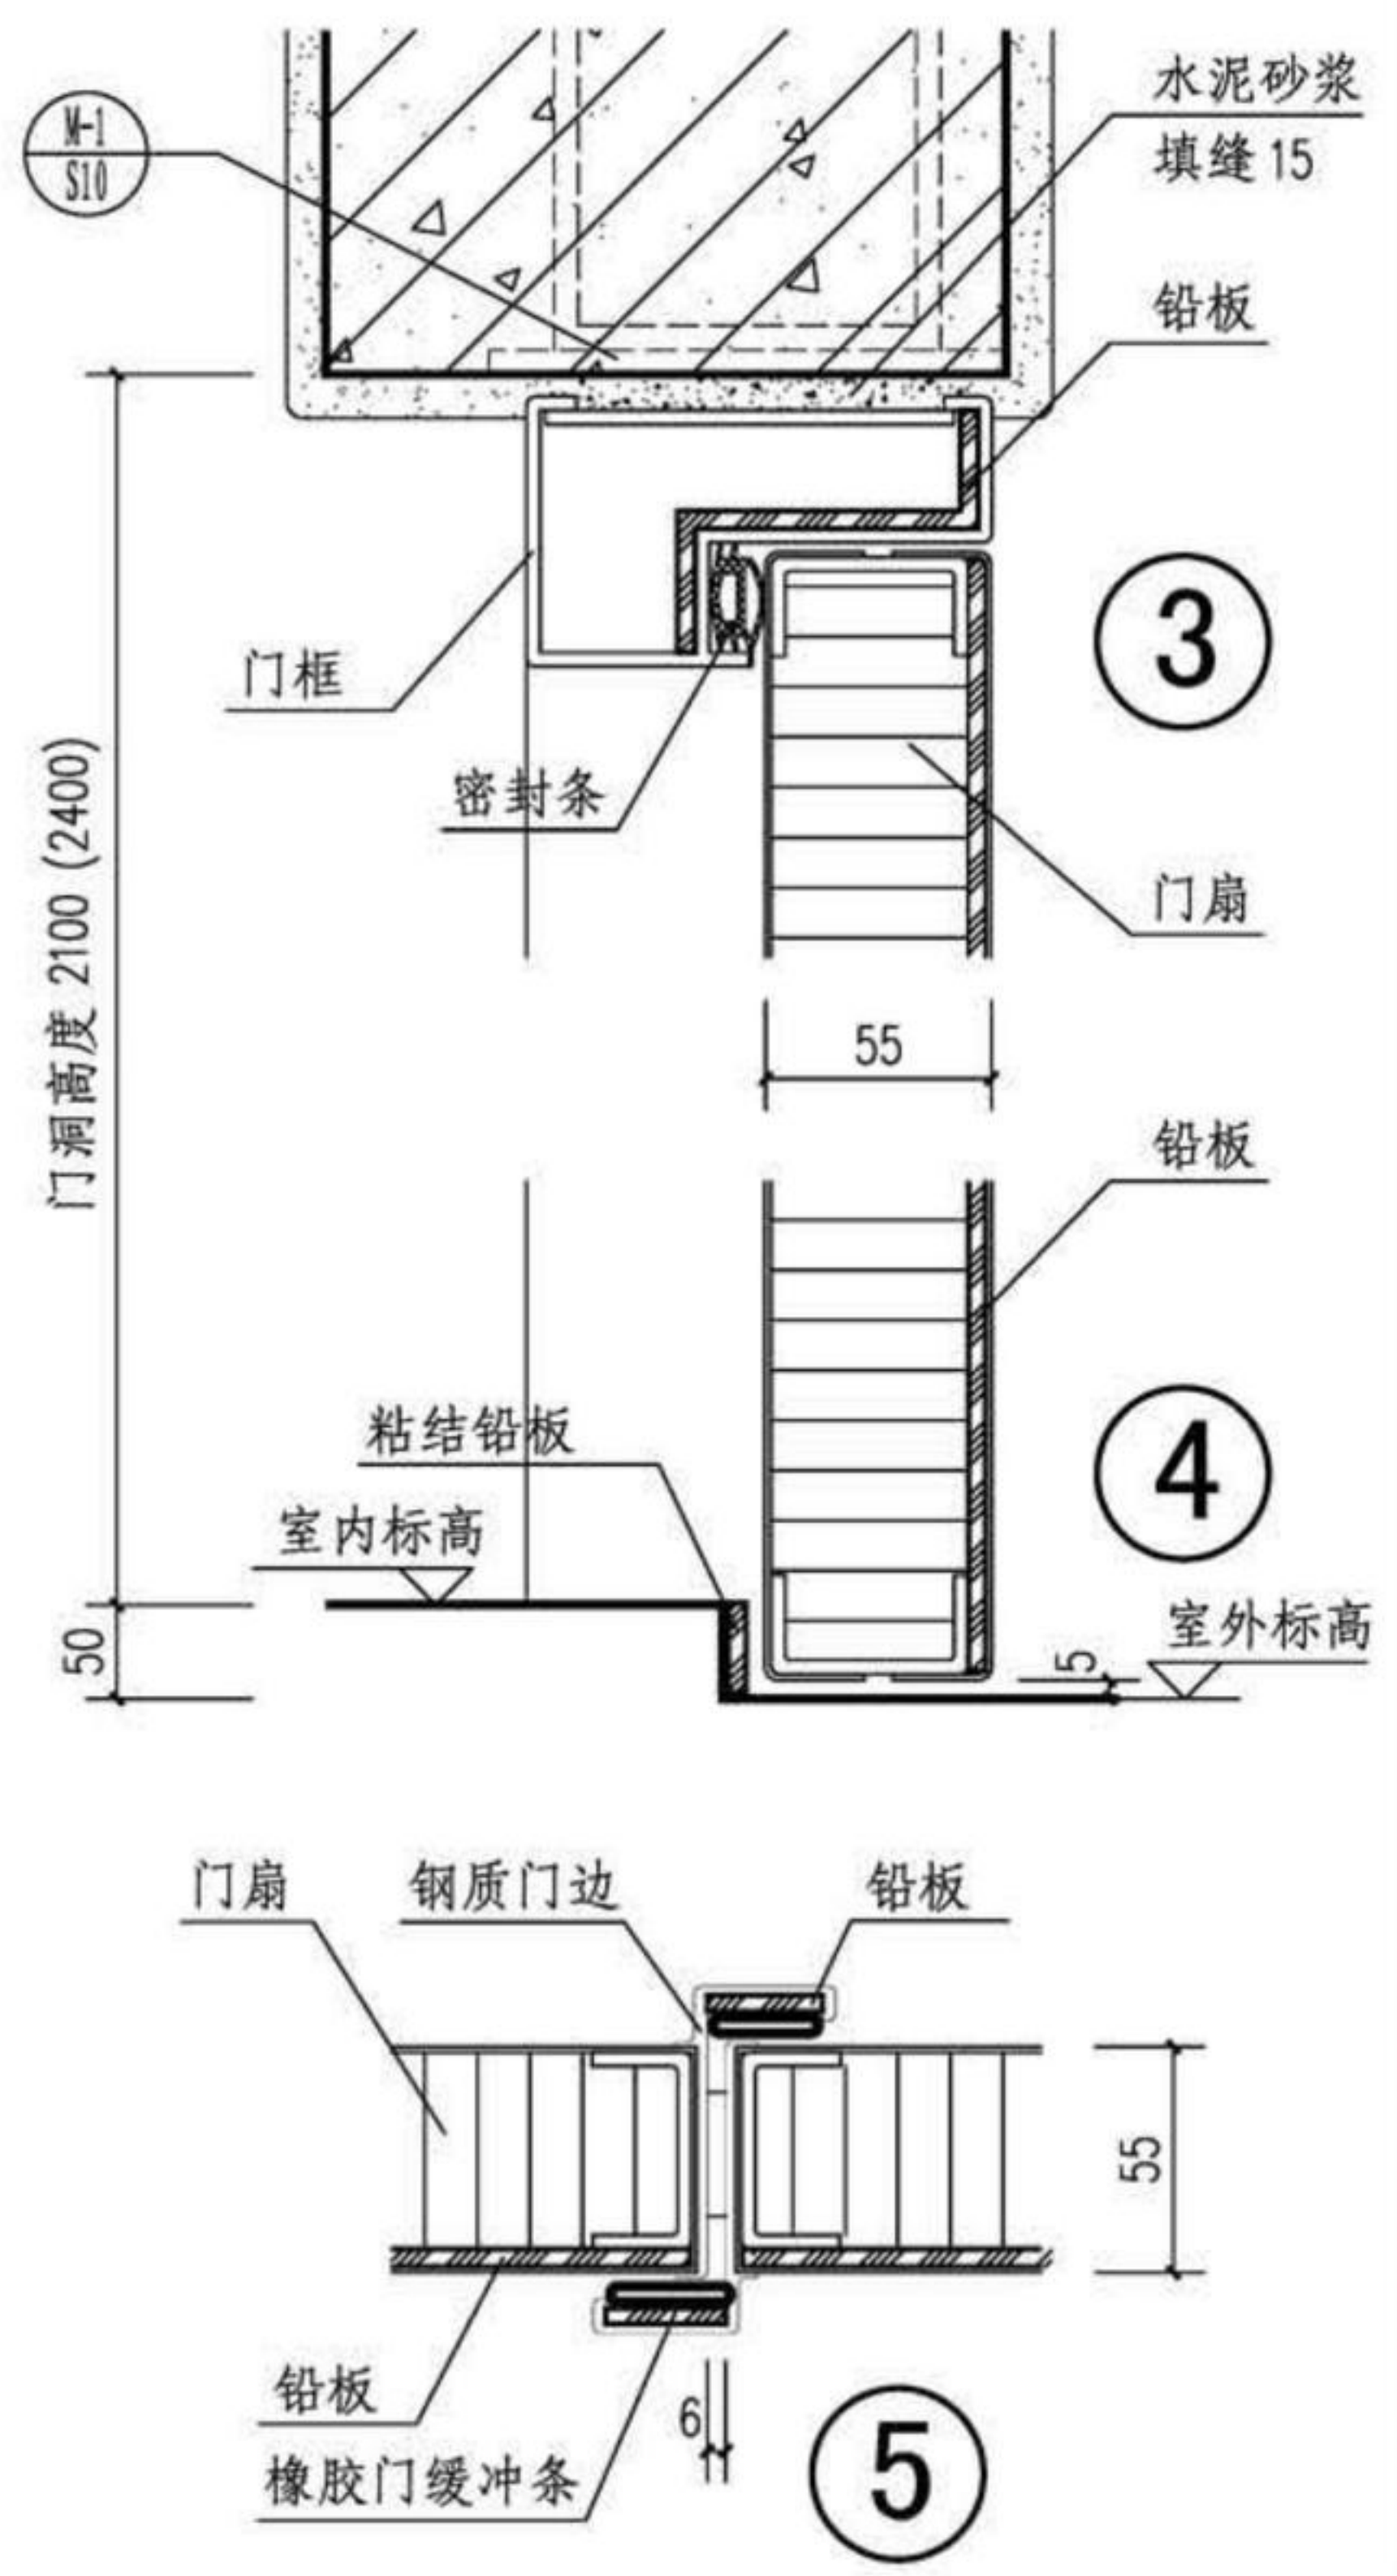 M-1
S10
水泥砂浆
填缝15
铅板
3
门框
密封条
门扇
门洞高度 2100 (2400)
55
铅板
粘结铅板
4
室内标高
室外标高
50
5
门扇
钢质门边
铅板
55
铅板
6
橡胶门缓冲条
5